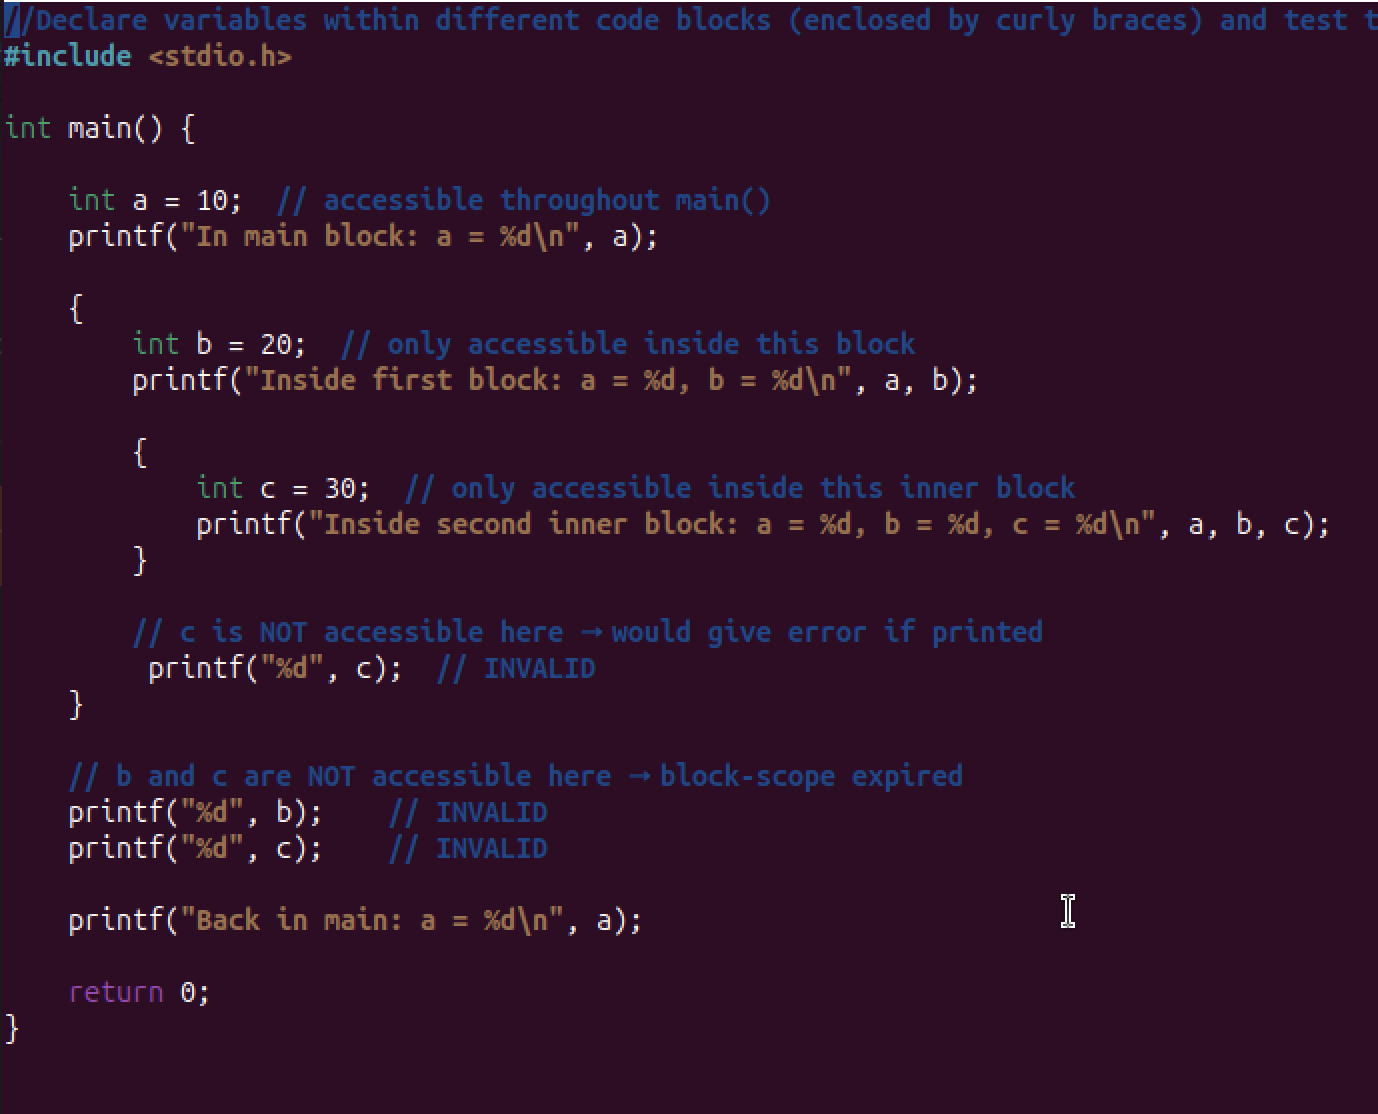 //Declare variables within different code blocks (enclosed by curly braces) and test t
#include <stdio.h>
int main() {
    int a = 10;  // accessible throughout main()
    printf("In main block: a = %d\n", a);
    {
        int b = 20;  // only accessible inside this block
        printf("Inside first block: a = %d, b = %d\n", a, b);
        {
            int c = 30;  // only accessible inside this inner block
            printf("Inside second inner block: a = %d, b = %d, c = %d\n", a, b, c);
        }
        // c is NOT accessible here → would give error if printed
         printf("%d", c);  // INVALID
    }
    // b and c are NOT accessible here → block-scope expired
    printf("%d", b);    // INVALID
    printf("%d", c);    // INVALID
    printf("Back in main: a = %d\n", a);
    return 0;
}